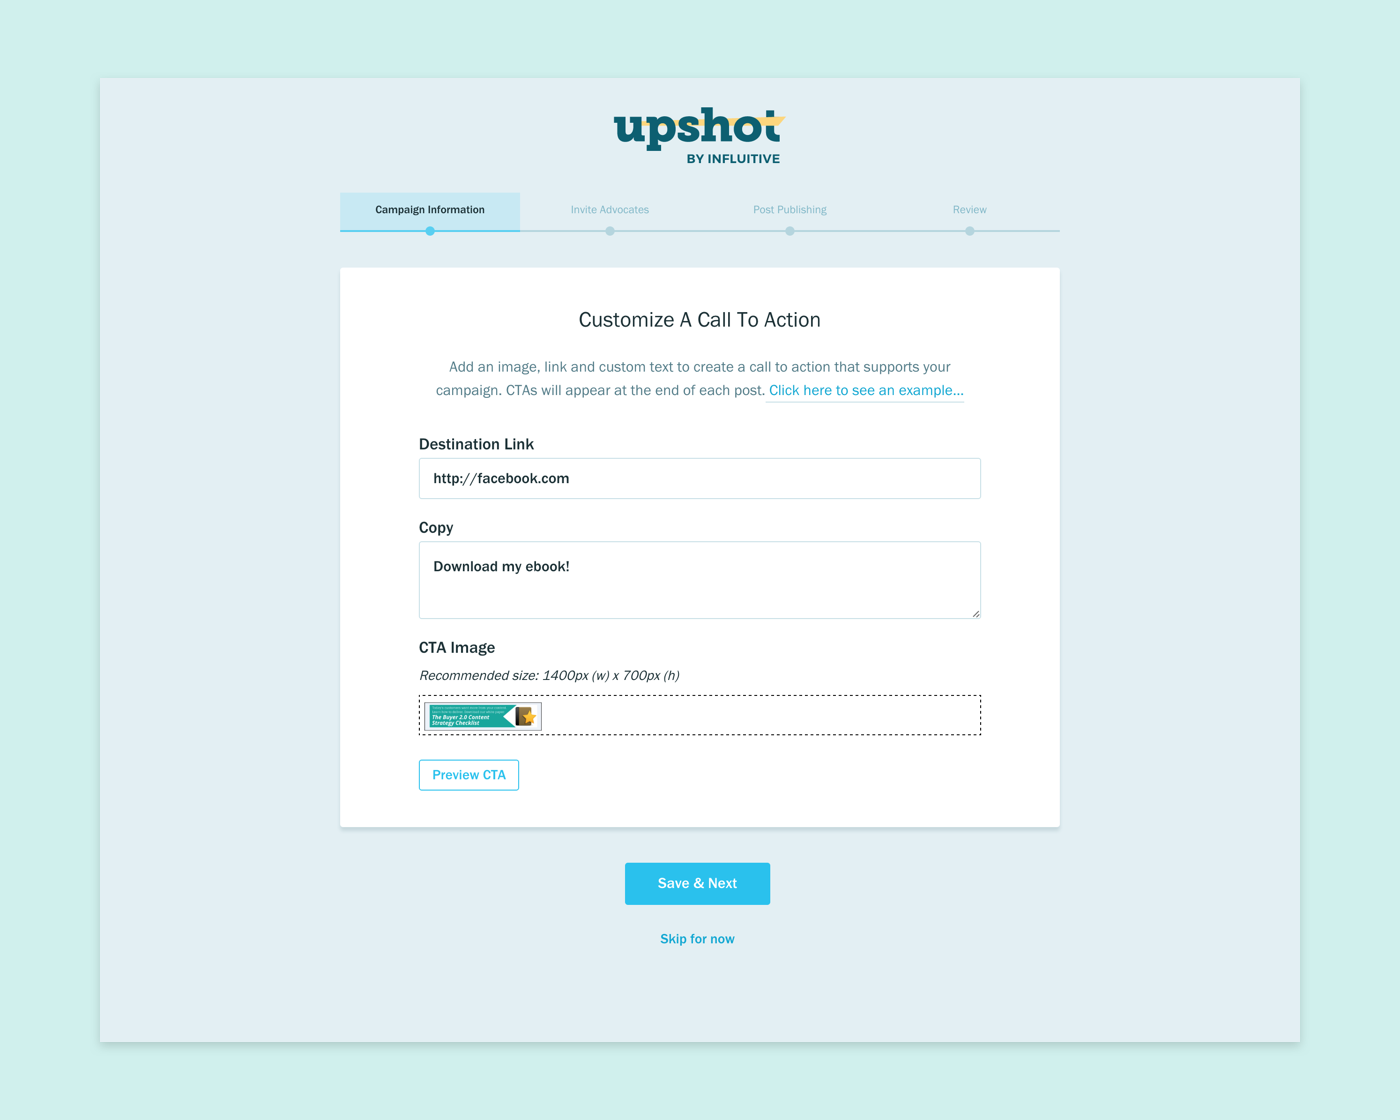 upshot
BY INFLUITIVE
Campaign Information
Invite Advocates
Post Publishing
Review
Customize A Call To Action
Add an image, link and custom text to create a call to action that supports your
campaign. CTAs will appear at the end of each post. Click here to see an example...
Destination Link
http://facebook.com
Copy
Download my ebook!
CTA Image
Recommended size: 1400px (w) x 700px (h)
The Buyer 2.0 Content
Strategy Checklist
Preview CTA
Save & Next
Skip for now